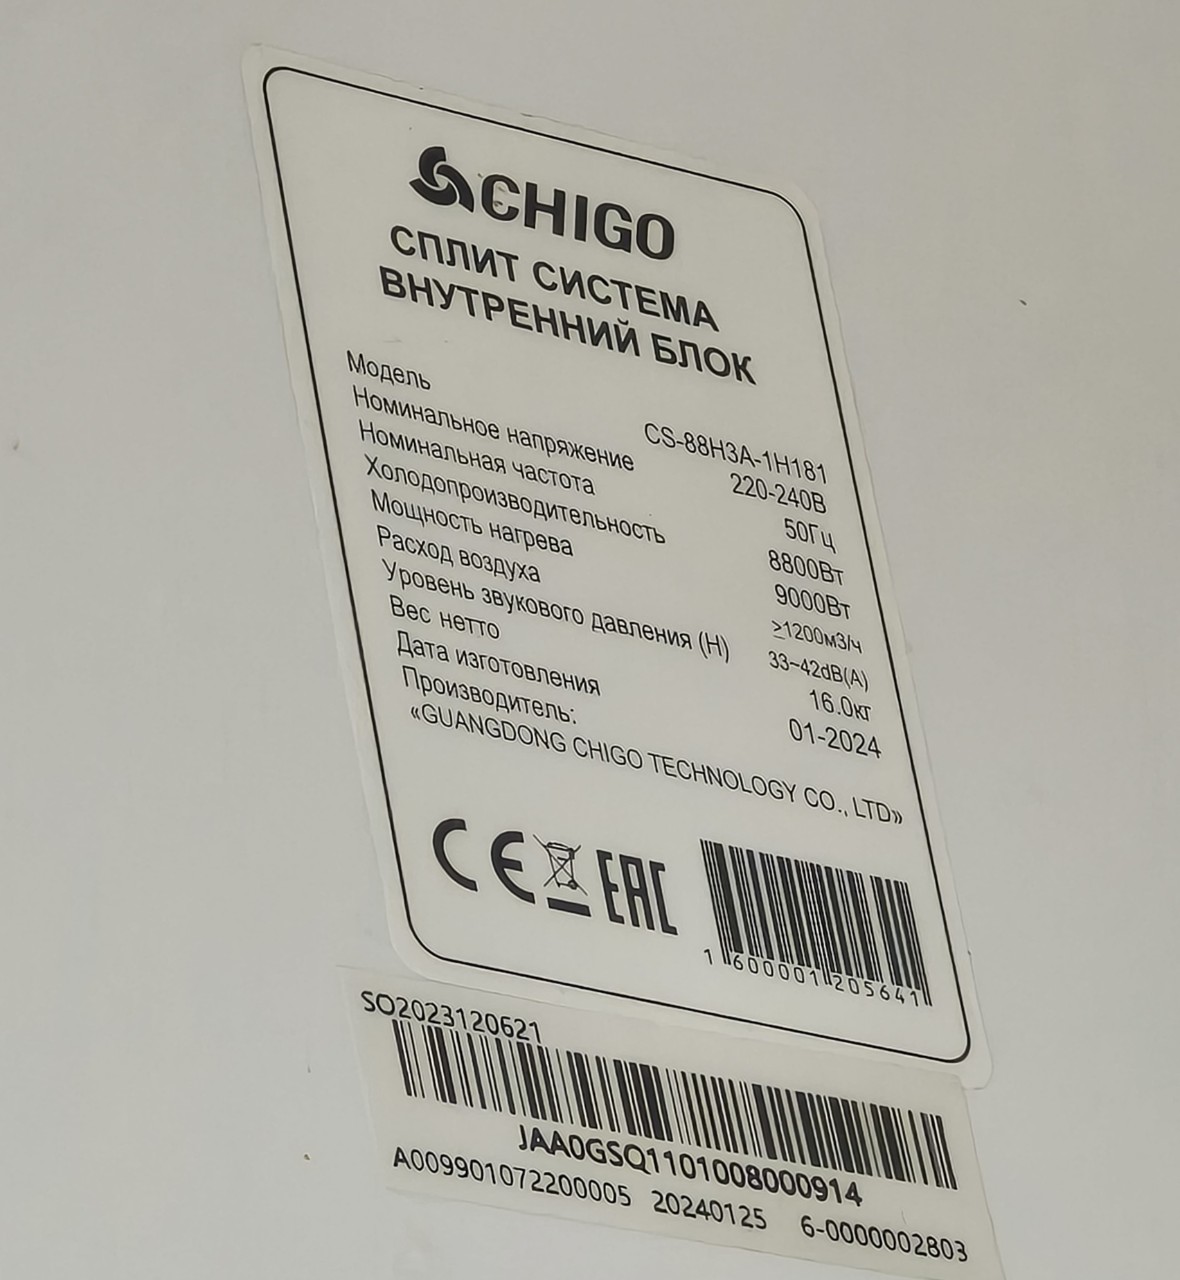 CHIGO
СПЛИТ СИСТЕМА
ВНУТРЕННИЙ БЛОК
Модель CS-88H3A-1H181
Номинальное напряжение 220-240В
Номинальная частота 50Гц
Холодопроизводительность 8800Вт
Мощность нагрева 9000Вт
Расход воздуха ≥1200м3/ч
Уровень звукового давления (Н) 33~42dB(A)
Вес нетто 16.0кг
Дата изготовления 01-2024
Производитель:
«GUANGDONG CHIGO TECHNOLOGY CO., LTD»
CE EAC
1 600001 205641
SO2023120621
JAA0GSQ1101008000914
A009901072200005 20240125 6-0000002803